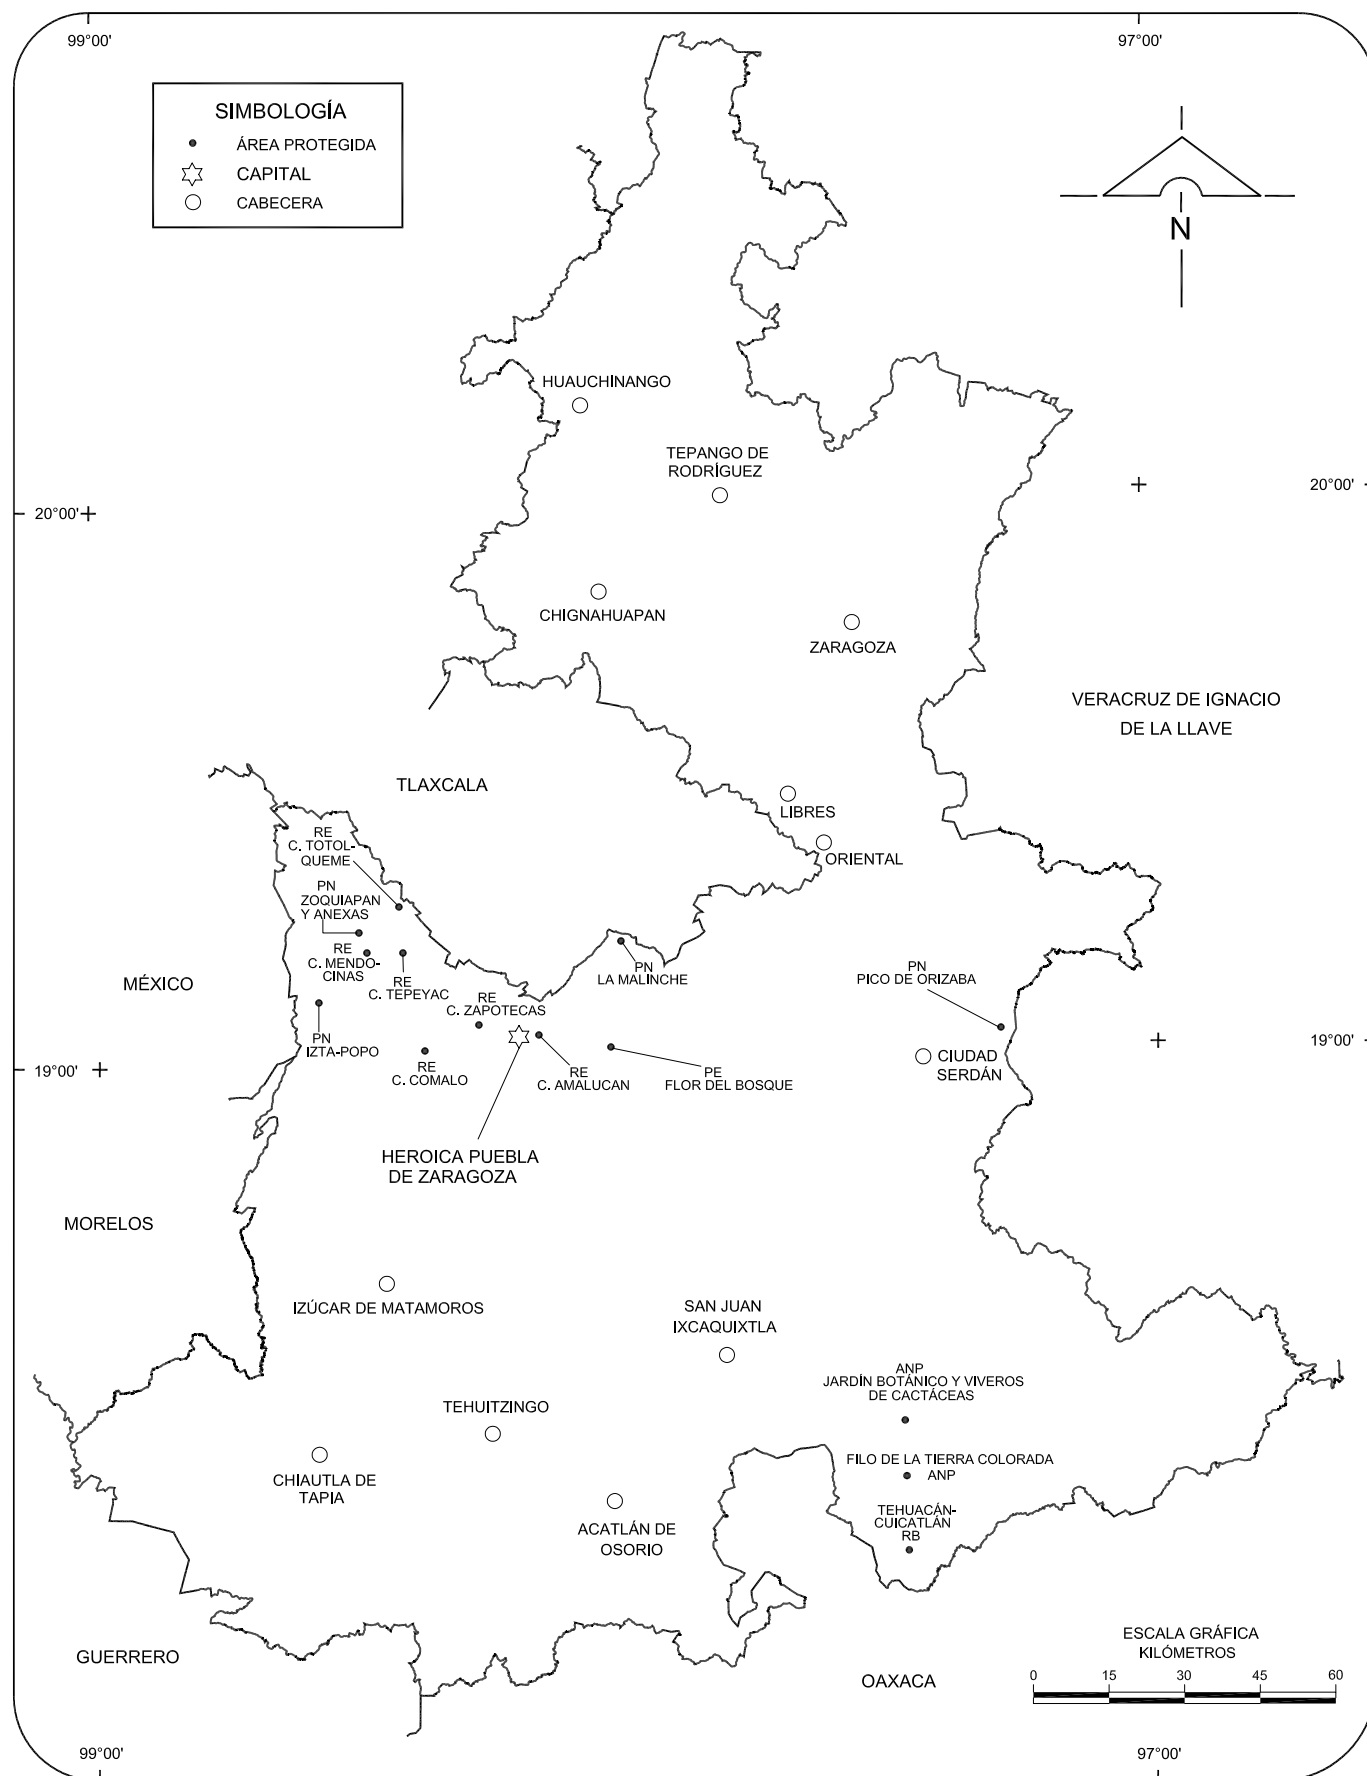 99°00'
97°00'
SIMBOLOGÍA
ÁREA PROTEGIDA
CAPITAL
CABECERA
N
HUAUCHINANGO
TEPANGO DE
RODRÍGUEZ
20°00'
20°00'
CHIGNAHUAPAN
ZARAGOZA
VERACRUZ DE IGNACIO
DE LA LLAVE
TLAXCALA
LIBRES
ORIENTAL
RE
C. TOTOL-
QUEME
PN
ZOQUIAPAN
Y ANEXAS
RE
C. MENDO-
CINAS
RE
C. TEPEYAC
MÉXICO
PN
LA MALINCHE
PN
PICO DE ORIZABA
RE
C. ZAPOTECAS
PN
IZTA-POPO
RE
C. COMALO
RE
C. AMALUCAN
PE
FLOR DEL BOSQUE
CIUDAD
SERDÁN
19°00'
19°00'
HEROICA PUEBLA
DE ZARAGOZA
MORELOS
IZÚCAR DE MATAMOROS
SAN JUAN
IXCAQUIXTLA
ANP
JARDÍN BOTÁNICO Y VIVEROS
DE CACTÁCEAS
TEHUITZINGO
FILO DE LA TIERRA COLORADA
ANP
CHIAUTLA DE
TAPIA
TEHUACÁN-
CUICATLÁN
RB
ACATLÁN DE
OSORIO
GUERRERO
OAXACA
ESCALA GRÁFICA
KILÓMETROS
0 15 30 45 60
99°00'
97°00'